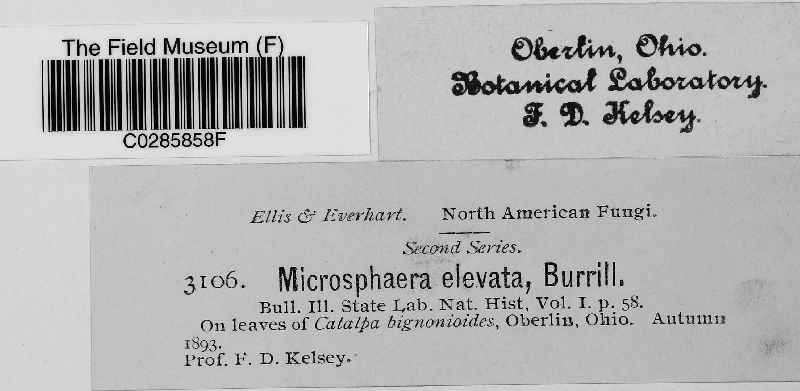 The Field Museum (F)
C0285858F
Oberlin, Ohio.
Botanical Laboratory.
F. D. Kelsey.
Ellis & Everhart. North American Fungi.
Second Series.
3106. Microsphaera elevata, Burrill.
Bull. Ill. State Lab. Nat. Hist, Vol. I. p. 58.
On leaves of Catalpa bignonioides, Oberlin, Ohio. Autumn
1893.
Prof. F. D. Kelsey.